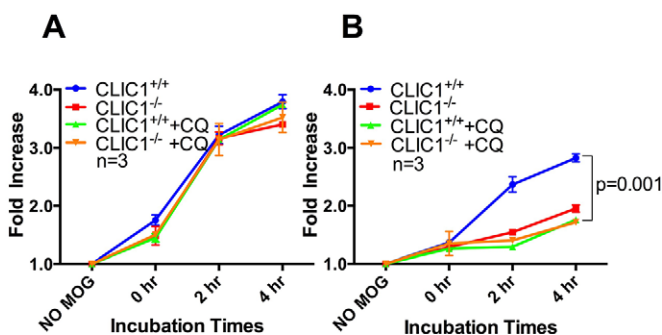 A
Fold Increase
4.0
3.0
2.0
1.0
CLIC1+/+
CLIC1-/-
CLIC1+/+ +CQ
CLIC1-/- +CQ
n=3
NO MOG
0 hr
2 hr
4 hr
Incubation Times
B
Fold Increase
4.0
3.0
2.0
1.0
CLIC1+/+
CLIC1-/-
CLIC1+/+ +CQ
CLIC1-/- +CQ
n=3
p=0.001
NO MOG
0 hr
2 hr
4 hr
Incubation Times